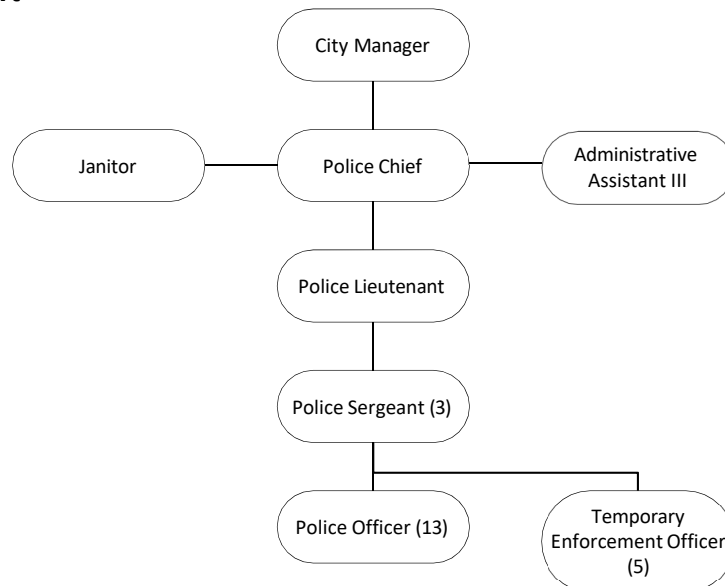 City Manager
Janitor
Police Chief
Administrative
Assistant III
Police Lieutenant
Police Sergeant (3)
Police Officer (13)
Temporary
Enforcement Officer
(5)